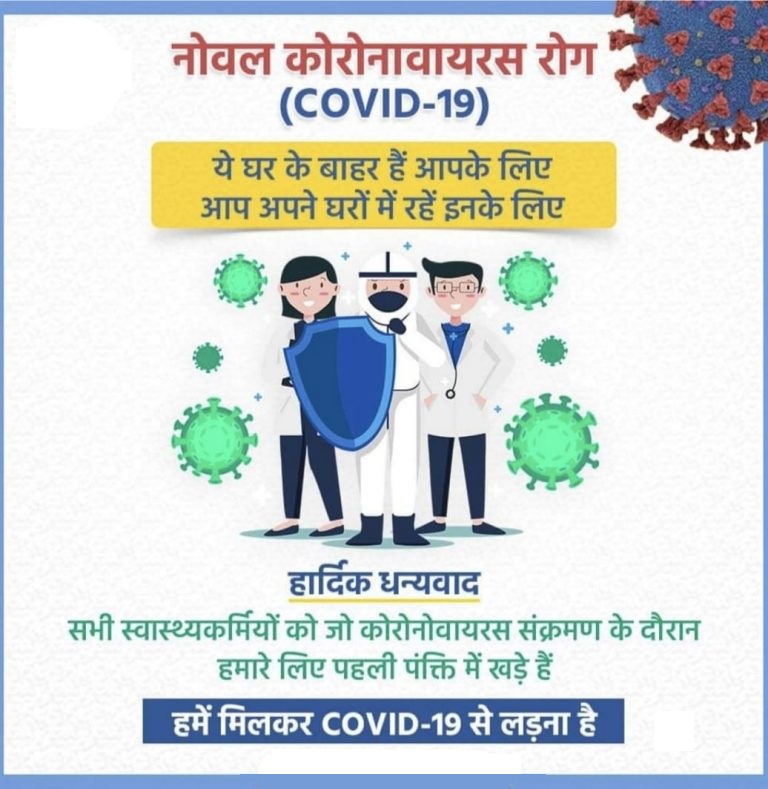 नोवल कोरोनावायरस रोग
(COVID-19)
ये घर के बाहर हैं आपके लिए
आप अपने घरों में रहें इनके लिए
हार्दिक धन्यवाद
सभी स्वास्थ्यकर्मियों को जो कोरोनोवायरस संक्रमण के दौरान
हमारे लिए पहली पंक्ति में खड़े हैं
हमें मिलकर COVID-19 से लड़ना है